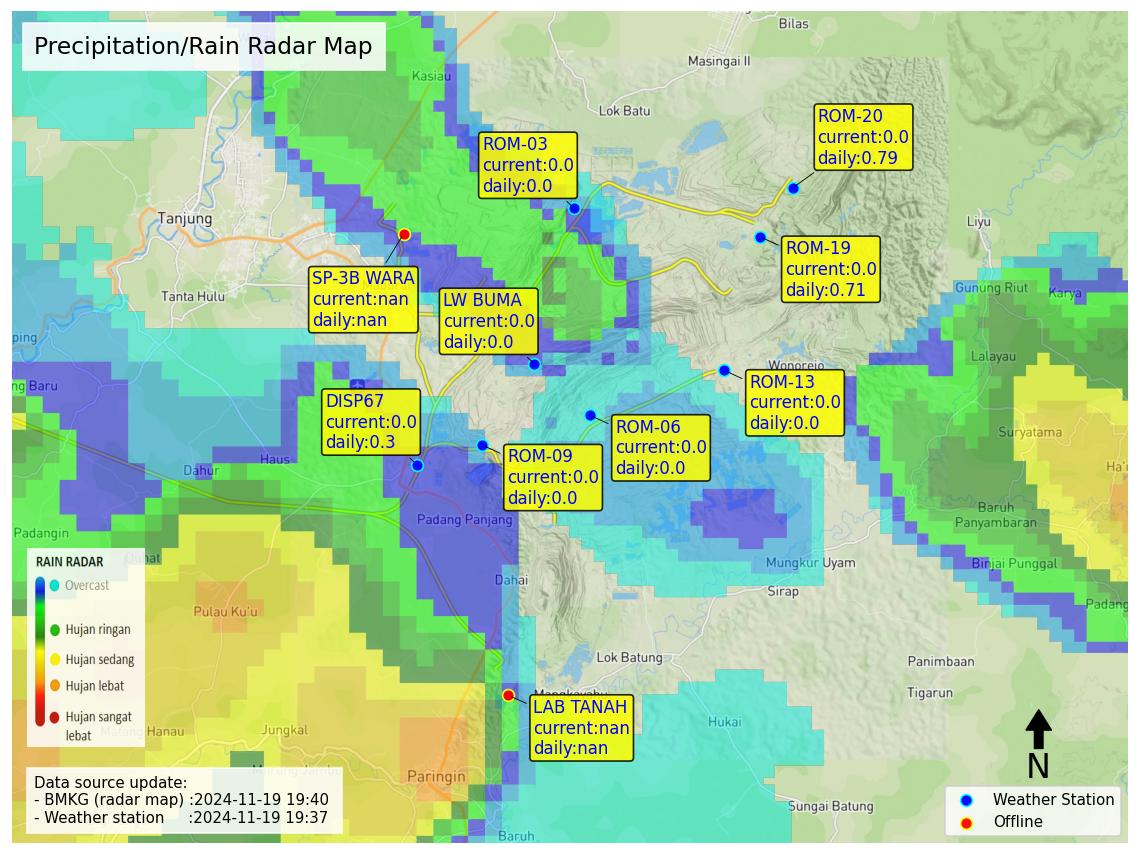 Precipitation/Rain Radar Map
Bilas
Masingai II
Kasiau
Lok Batu
ROM-20
current:0.0
daily:0.79
ROM-03
current:0.0
daily:0.0
Tanjung
Liyu
ROM-19
current:0.0
daily:0.71
SP-3B WARA
current:nan
daily:nan
Tanta Hulu
LW BUMA
current:0.0
daily:0.0
Gunung Riut
Karya
ping
Lalayau
Wonorejo
ng Baru
ROM-13
current:0.0
daily:0.0
DISP67
current:0.0
daily:0.3
ROM-06
current:0.0
daily:0.0
Suryatama
Haus
Dahur
ROM-09
current:0.0
daily:0.0
Ha'u
Padang Panjang
Baruh
Panyambaran
Padangin
RAIN RADAR
Overcast
Hujan ringan
Hujan sedang
Hujan lebat
Hujan sangat
lebat
Mungkur Uyam
Binjai Punggal
Dahai
Sirap
Pulau Ku'u
Padang
Lok Batung
Panimbaan
Tigarun
Mangkayahu
LAB TANAH
current:nan
daily:nan
Hukai
Matang Hanau
Jungkal
Murung Jambu
Paringin
N
Data source update:
- BMKG (radar map) :2024-11-19 19:40
- Weather station :2024-11-19 19:37
Sungai Batung
Weather Station
Offline
Baruh